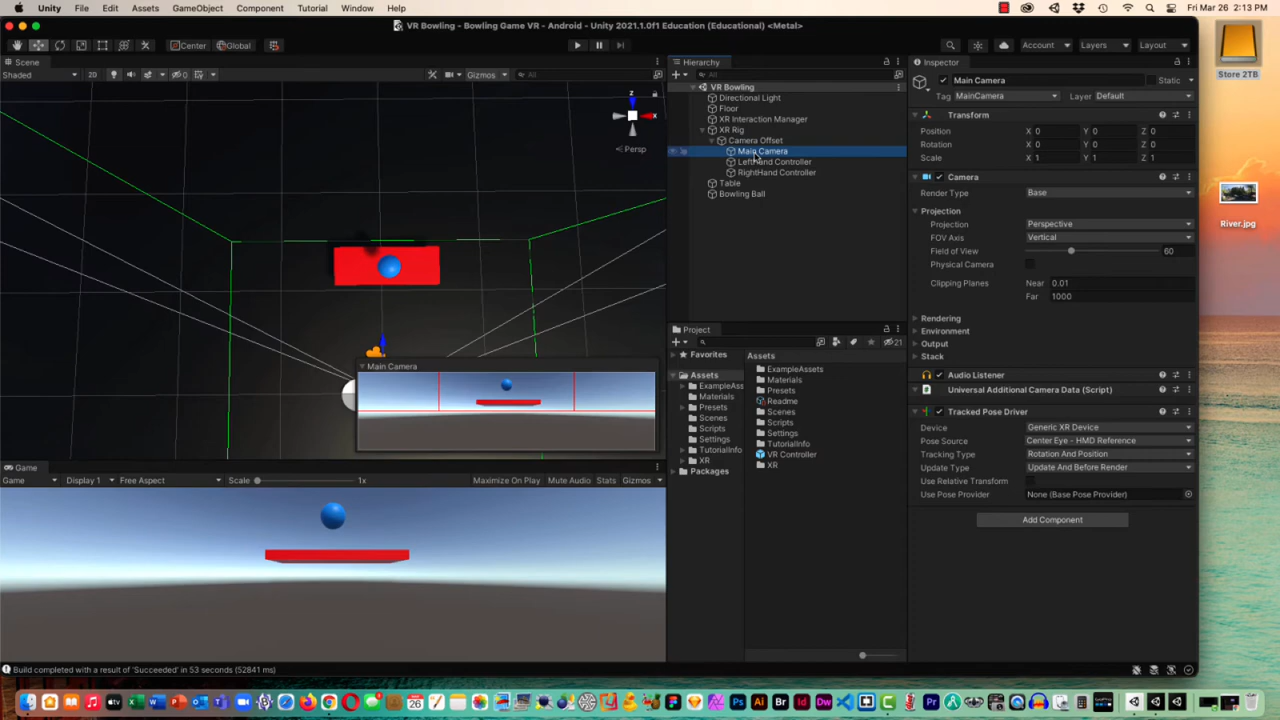 Unity File Edit Assets GameObject Component Tutorial Window Help Fri Mar 26 2:13 PM
VR Bowling - Bowling Game VR - Android - Unity 2021.1.0f1 Education (Educational) <Metal>
Center Global Account Layers Layout
Scene
Shaded 2D Gizmos All
z
x
Persp
Main Camera
Game
Game Display 1 Free Aspect Scale 1x Maximize On Play Mute Audio Stats Gizmos
Hierarchy
All
VR Bowling
Directional Light
Floor
XR Interaction Manager
XR Rig
Camera Offset
Main Camera
LeftHand Controller
RightHand Controller
Table
Bowling Ball
Project
21
Favorites
Assets
ExampleAss
Materials
Presets
Scenes
Scripts
Settings
TutorialInfo
XR
Packages
Assets
ExampleAssets
Materials
Presets
Readme
Scenes
Scripts
Settings
TutorialInfo
VR Controller
XR
Inspector
Main Camera Static
Tag MainCamera Layer Default
Transform
Position X 0 Y 0 Z 0
Rotation X 0 Y 0 Z 0
Scale X 1 Y 1 Z 1
Camera
Render Type Base
Projection
Projection Perspective
FOV Axis Vertical
Field of View 60
Physical Camera
Clipping Planes Near 0.01
Far 1000
Rendering
Environment
Output
Stack
Audio Listener
Universal Additional Camera Data (Script)
Tracked Pose Driver
Device Generic XR Device
Pose Source Center Eye - HMD Reference
Tracking Type Rotation And Position
Update Type Update And Before Render
Use Relative Transform
Use Pose Provider None (Base Pose Provider)
Add Component
Store 2TB
River.jpg
Build completed with a result of 'Succeeded' in 53 seconds (52841 ms)